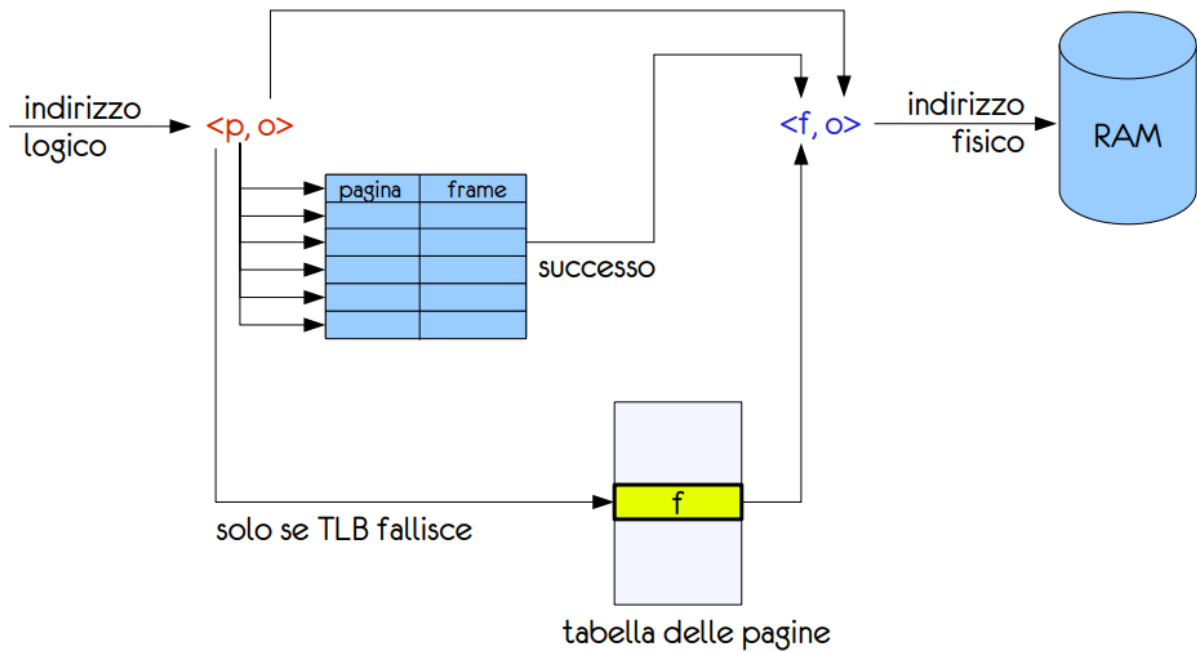 indirizzo
logico
<p, o>
pagina frame
successo
<f, o>
indirizzo
fisico
RAM
f
solo se TLB fallisce
tabella delle pagine